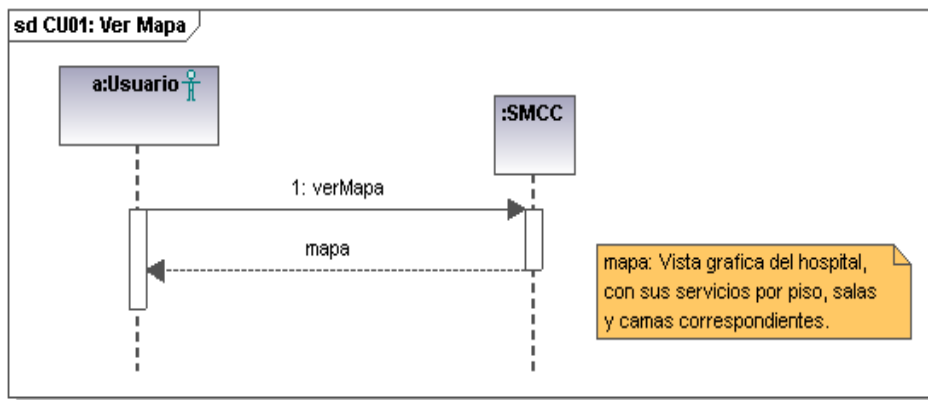 sd CU01: Ver Mapa
a:Usuario
:SMCC
1: verMapa
mapa
mapa: Vista grafica del hospital,
con sus servicios por piso, salas
y camas correspondientes.